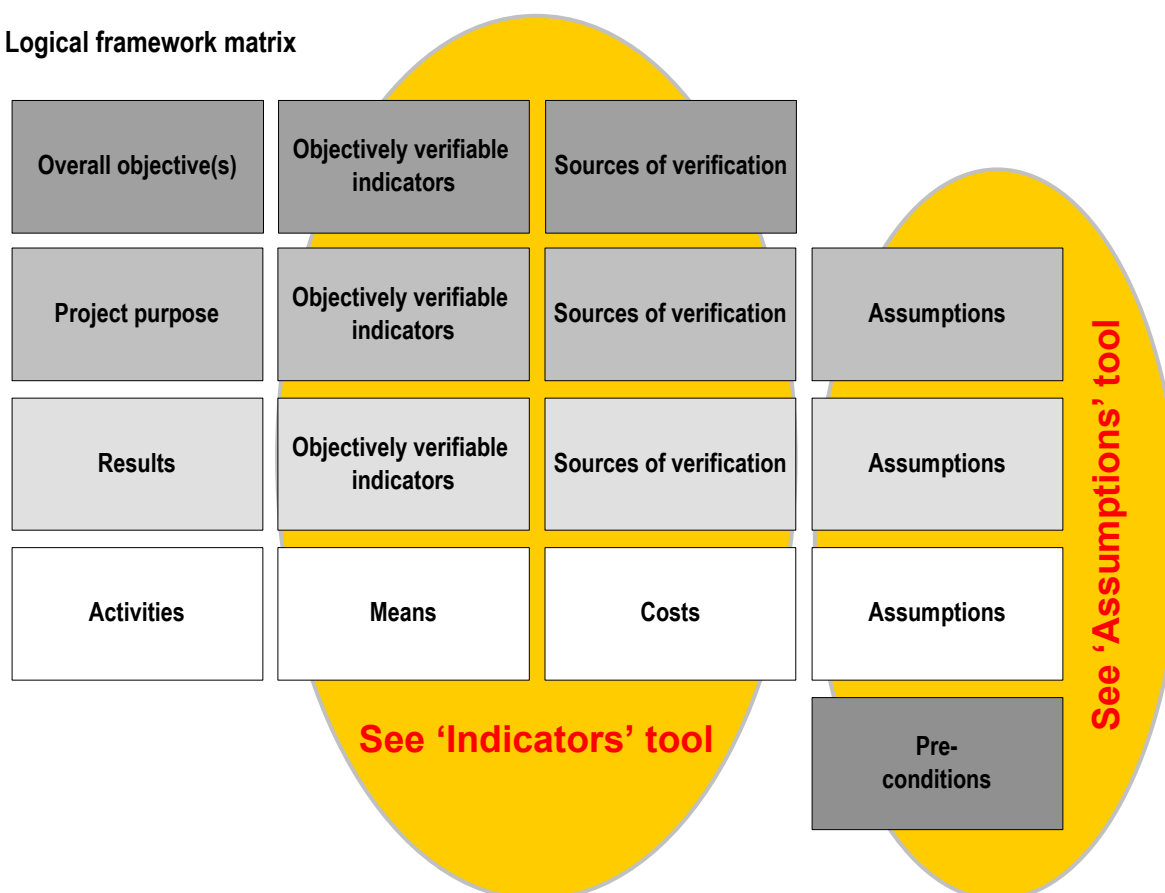 Logical framework matrix
Overall objective(s)
Objectively verifiable
indicators
Sources of verification
Project purpose
Objectively verifiable
indicators
Sources of verification
Assumptions
Results
Objectively verifiable
indicators
Sources of verification
Assumptions
Activities
Means
Costs
Assumptions
See ‘Indicators’ tool
Pre-
conditions
See ‘Assumptions’ tool